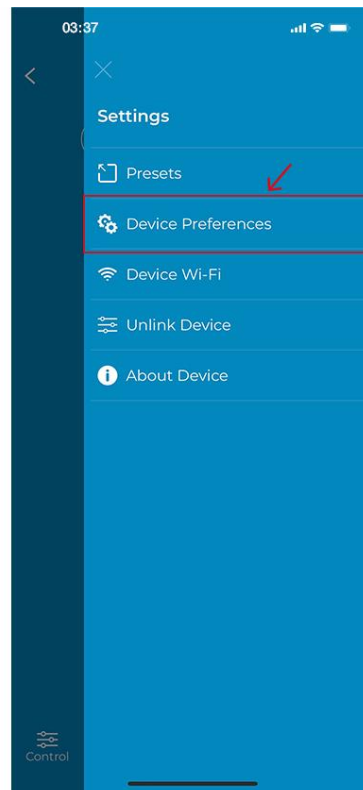 03:37
Settings
Presets
Device Preferences
Device Wi-Fi
Unlink Device
About Device
Control